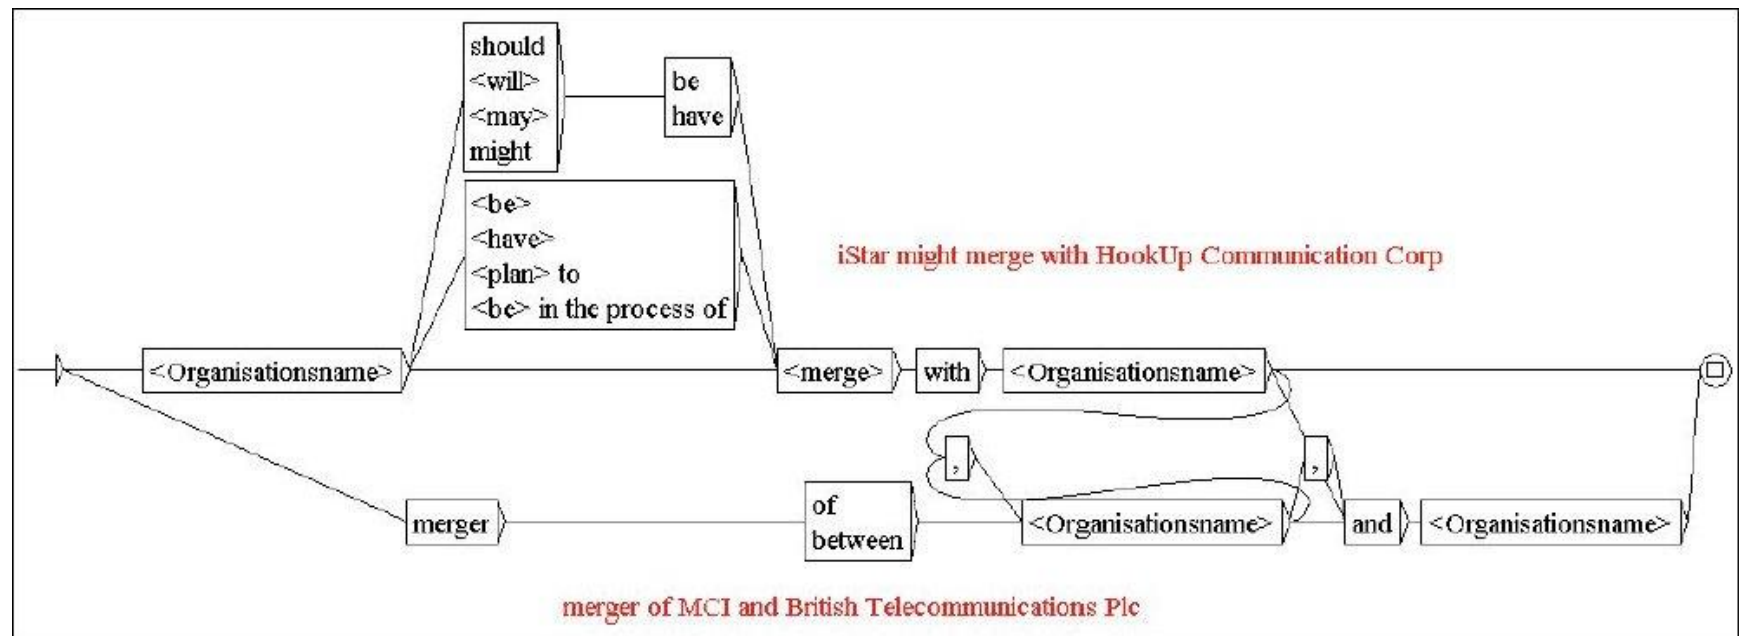 should
<will>
<may>
might
be
have
<be>
<have>
<plan> to
<be> in the process of
iStar might merge with HookUp Communication Corp
<Organisationsname>
<merge>
with
<Organisationsname>
,
,
merger
of
between
<Organisationsname>
and
<Organisationsname>
merger of MCI and British Telecommunications Plc